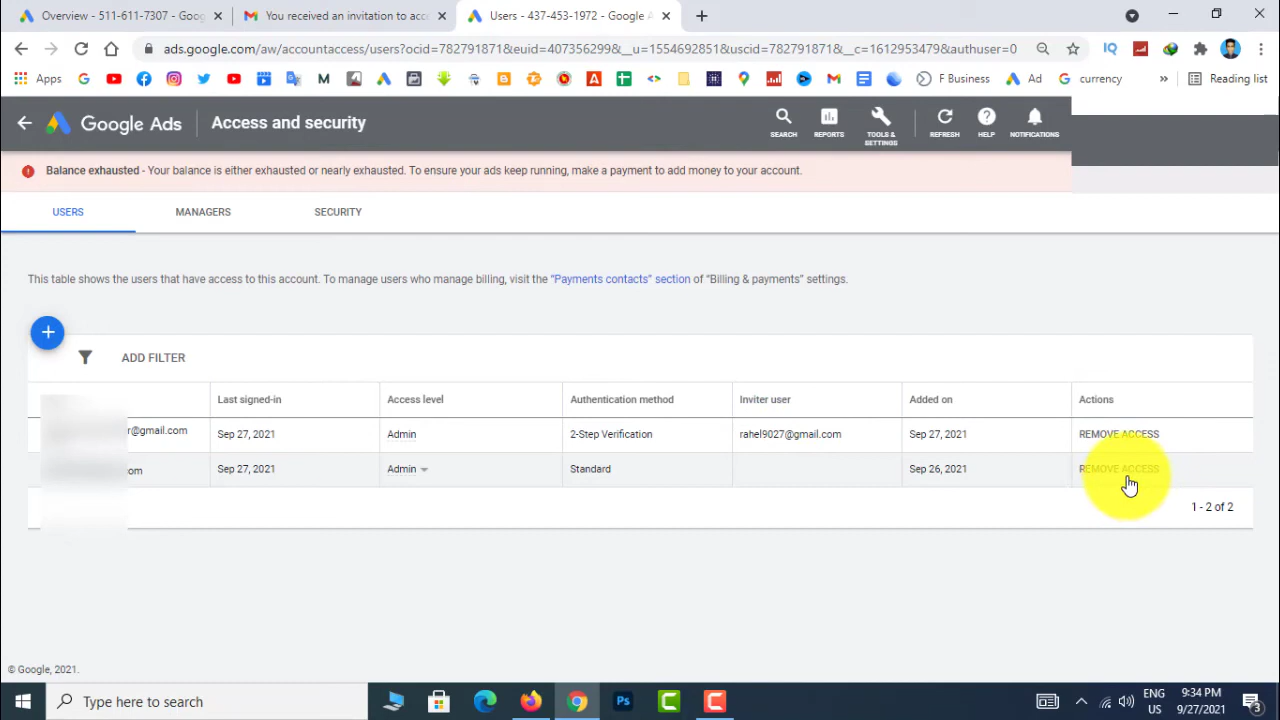 Overview - 511-611-7307 - Goog
You received an invitation to acc
Users - 437-453-1972 - Google A
ads.google.com/aw/accountaccess/users?ocid=782791871&euid=407356299&__u=1554692851&uscid=782791871&__c=1612953479&authuser=0
Apps
F Business
Ad
currency
Reading list
Google Ads
Access and security
SEARCH
REPORTS
TOOLS & SETTINGS
REFRESH
HELP
NOTIFICATIONS
Balance exhausted - Your balance is either exhausted or nearly exhausted. To ensure your ads keep running, make a payment to add money to your account.
USERS
MANAGERS
SECURITY
This table shows the users that have access to this account. To manage users who manage billing, visit the "Payments contacts" section of "Billing & payments" settings.
ADD FILTER
Last signed-in
Access level
Authentication method
Inviter user
Added on
Actions
r@gmail.com
Sep 27, 2021
Admin
2-Step Verification
rahel9027@gmail.com
Sep 27, 2021
REMOVE ACCESS
om
Sep 27, 2021
Admin
Standard
Sep 26, 2021
REMOVE ACCESS
1 - 2 of 2
© Google, 2021.
Type here to search
Ps
ENG
US
9:34 PM
9/27/2021
3